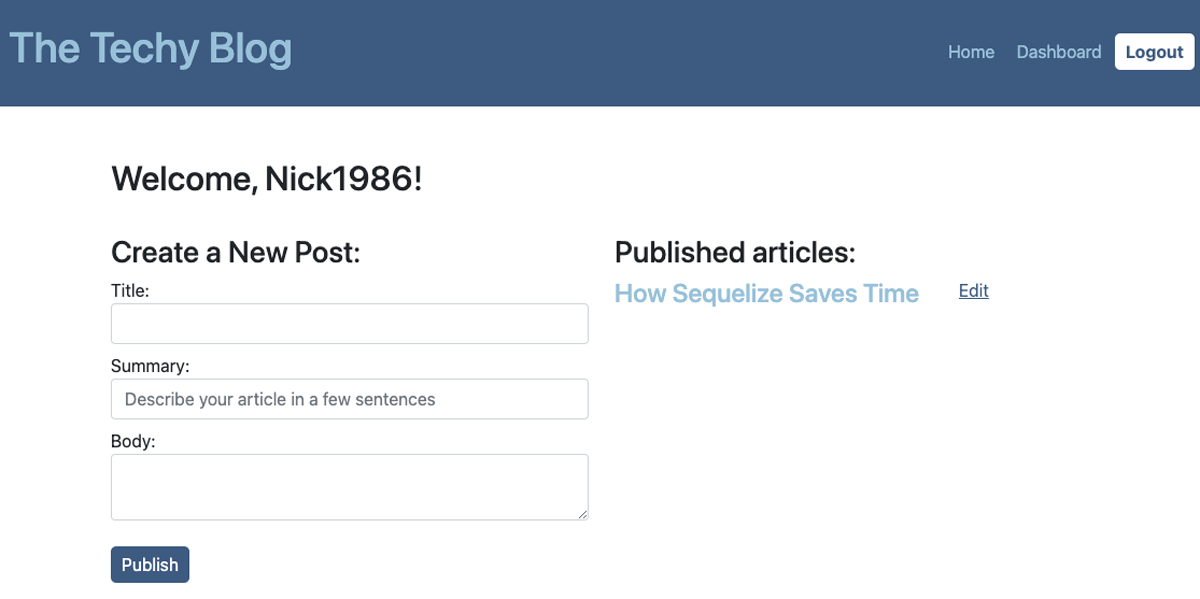 The Techy Blog
Home Dashboard Logout
Welcome, Nick1986!
Create a New Post:
Title:
Summary:
Describe your article in a few sentences
Body:
Publish
Published articles:
How Sequelize Saves Time Edit